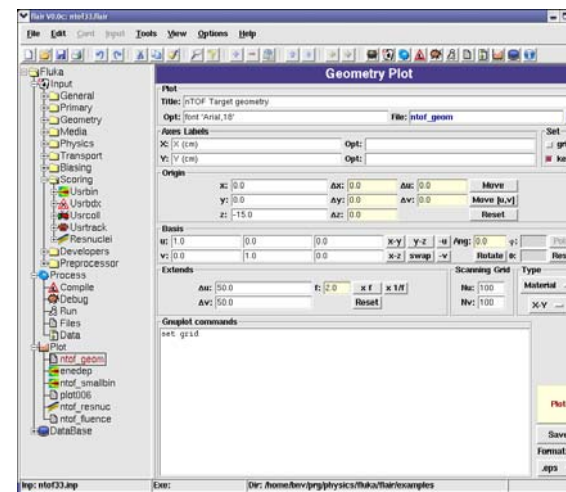 flair V0.0c: ntof33.flair
File Edit Card Input Tools View Options Help
Fluka
Input
General
Primary
Geometry
Media
Physics
Transport
Biasing
Scoring
Usrbin
Usrbdx
Usrcoll
Usrtrack
Resnuclei
Developers
Preprocessor
Process
Compile
Debug
Run
Files
Data
Plot
ntof_geom
enedep
ntof_smallbin
plot006
ntof_resnuc
ntof_fluence
DataBase
Geometry Plot
Plot
Title: nTOF Target geometry
Opt: font 'Arial,18' File: ntof_geom
Axes Labels Set
X: X (cm) Opt: gr
Y: Y (cm) Opt: ke
Origin
x: 0.0 Δx: 0.0 Δu: 0.0 Move
y: 0.0 Δy: 0.0 Δv: 0.0 Move [u,v]
z: -15.0 Δz: 0.0 Reset
Basis
u: 1.0 0.0 0.0 x-y y-z -u Ang: 0.0 φ: Pol
v: 0.0 1.0 0.0 x-z swap -v Rotate θ: Res
Extends Scanning Grid Type
Δu: 50.0 f: 2.0 x f x 1/f Nu: 100 Material
Δv: 50.0 Reset Nv: 100 X-Y
Gnuplot commands
set grid
Plot
Save
Format
.eps
Inp: ntof33.inp Exe: Dir: /home/bnv/prg/physics/fluka/flair/examples